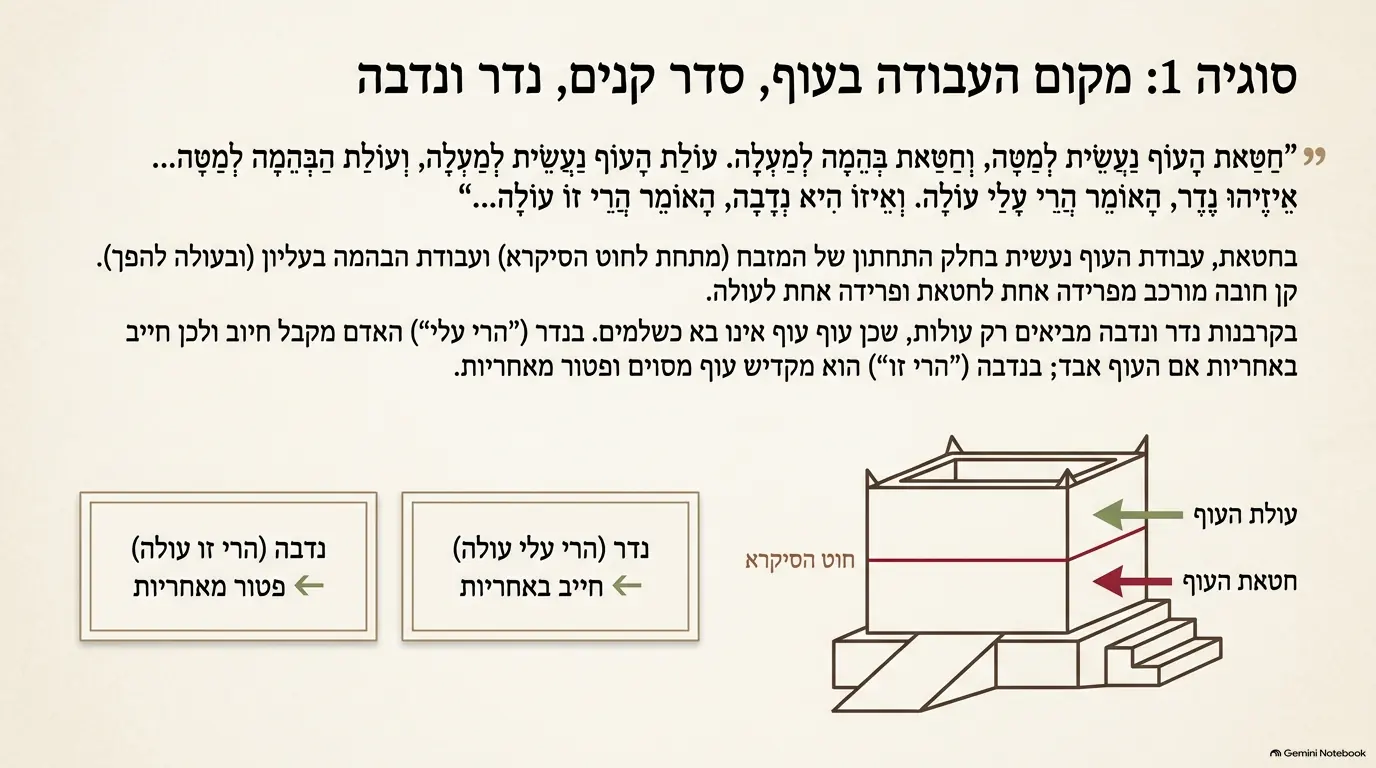 סוגיה 1: מקום העבודה בעוף, סדר קנים, נדר ונדבה
”חַטַּאת הָעוֹף נַעֲשֵׂית לְמַטָּה, וְחַטַּאת בְּהֵמָה לְמַעְלָה. עוֹלַת הָעוֹף נַעֲשֵׂית לְמַעְלָה, וְעוֹלַת הַבְּהֵמָה לְמַטָּה...
אֵיזֶיהוּ נֶדֶר, הָאוֹמֵר הֲרֵי עָלַי עוֹלָה. וְאֵיזוֹ הִיא נְדָבָה, הָאוֹמֵר הֲרֵי זוֹ עוֹלָה...“
בחטאת, עבודת העוף נעשית בחלק התחתון של המזבח (מתחת לחוט הסיקרא) ועבודת הבהמה בעליון (ובעולה להפך).
קן חובה מורכב מפרידה אחת לחטאת ופרידה אחת לעולה.
בקרבנות נדר ונדבה מביאים רק עולות, שכן עוף עוף אינו בא כשלמים. בנדר (”הרי עלי“) האדם מקבל חיוב ולכן חייב
באחריות אם העוף אבד; בנדבה (”הרי זו“) הוא מקדיש עוף מסוים ופטור מאחריות.
עולת העוף
חוט הסיקרא
חטאת העוף
נדר (הרי עלי עולה)
← חייב באחריות
נדבה (הרי זו עולה)
← פטור מאחריות
Gemini Notebook